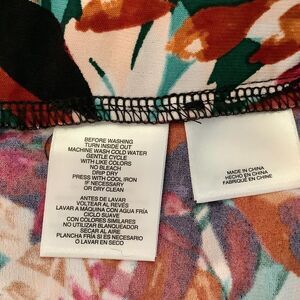 BEFORE WASHING
TURN INSIDE OUT
MACHINE WASH COLD WATER
GENTLE CYCLE
WITH LIKE COLORS
NO BLEACH
DRIP DRY
PRESS WITH COOL IRON
IF NECESSARY
OR DRY CLEAN
ANTES DE LAVAR
VOLTEAR AL REVÉS
LAVAR A MAQUINA CON AGUA FRÍA
CICLO SUAVE
CON COLORES SIMILARES
NO UTILIZAR BLANQUEADOR
SECAR AL AIRE
PLANCHA FRÍA SI ES NECESARIO
O LAVAR EN SECO
MADE IN CHINA
HECHO EN CHINA
FABRIQUÉ EN CHINE